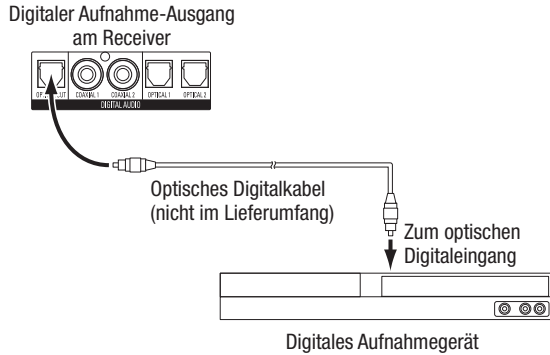 Digitaler Aufnahme-Ausgang
am Receiver
COAXIAL 1 COAXIAL 2 OPTICAL 1 OPTICAL 2
DIGITAL AUDIO
Optisches Digitalkabel
(nicht im Lieferumfang)
Zum optischen
Digitaleingang
Digitales Aufnahmegerät